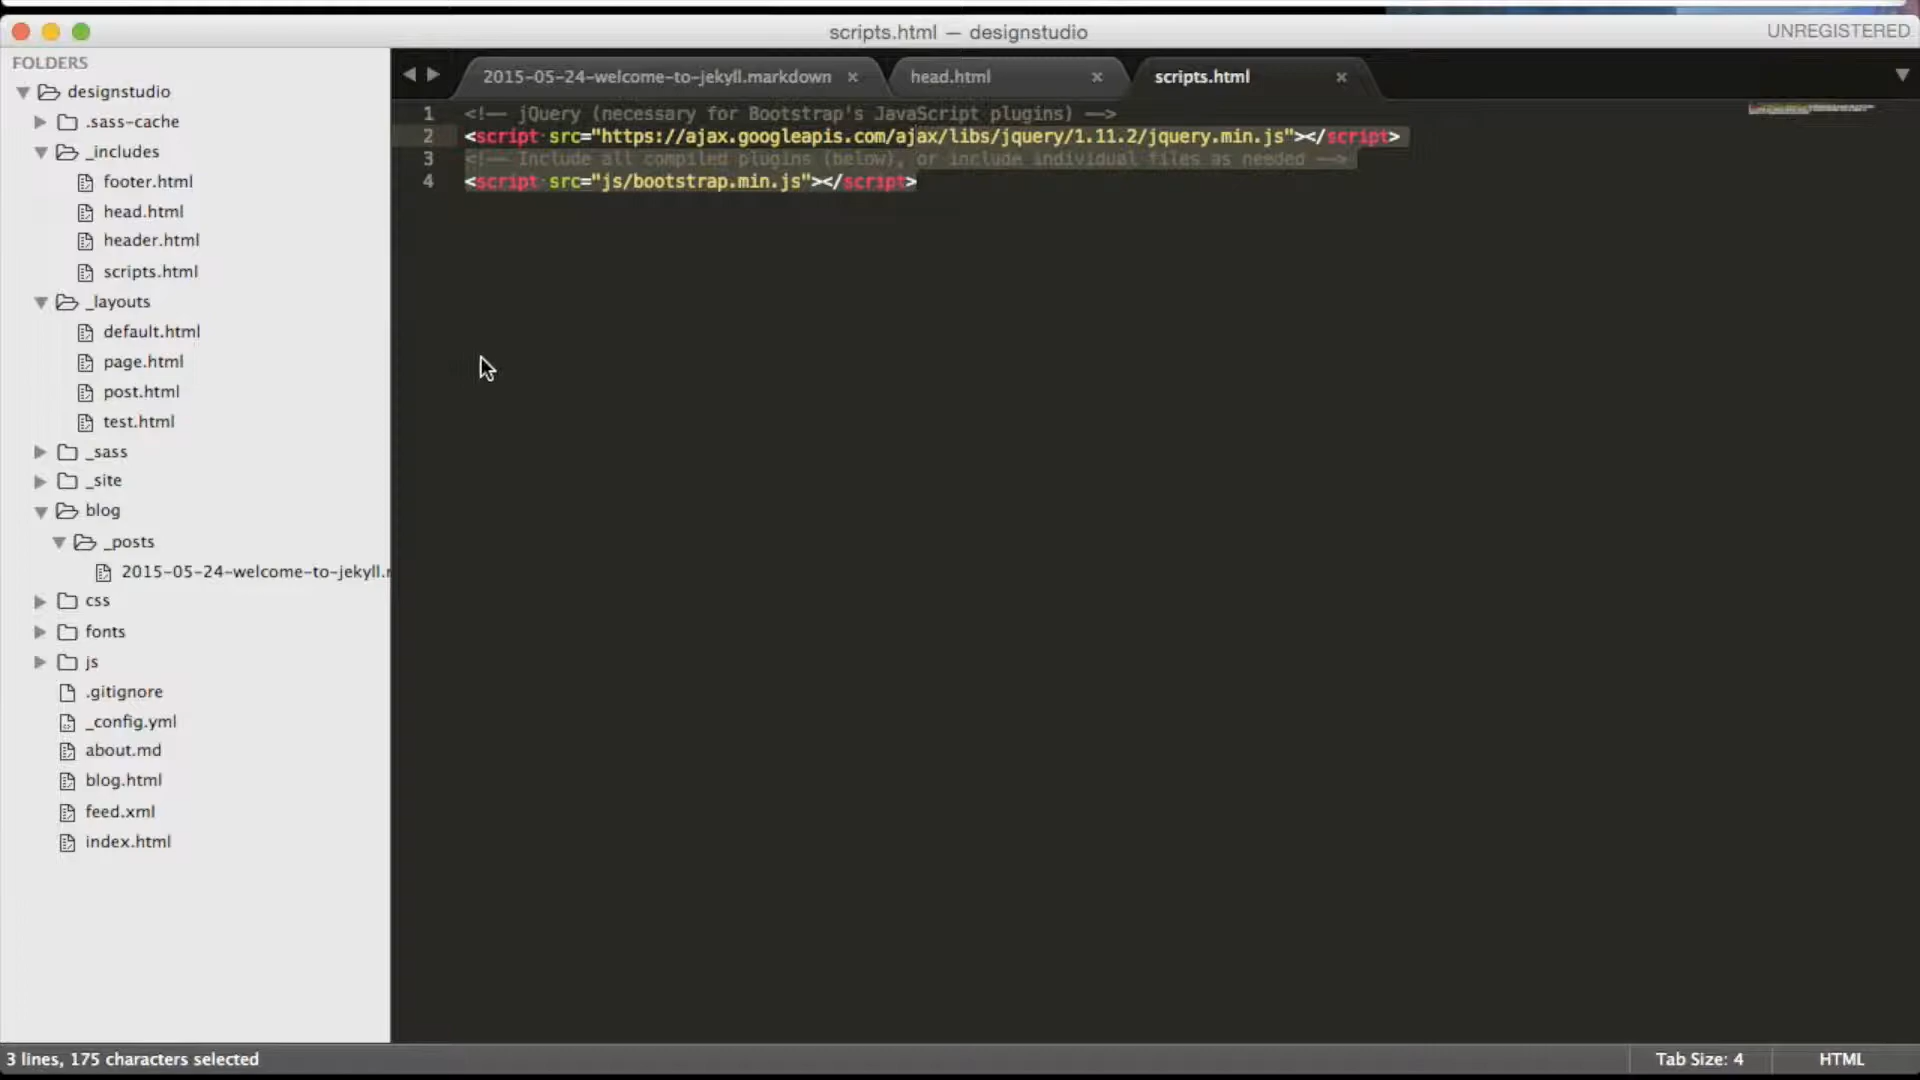 scripts.html — designstudio
UNREGISTERED
FOLDERS
designstudio
.sass-cache
_includes
footer.html
head.html
header.html
scripts.html
_layouts
default.html
page.html
post.html
test.html
_sass
_site
blog
_posts
2015-05-24-welcome-to-jekyll.r
css
fonts
js
.gitignore
_config.yml
about.md
blog.html
feed.xml
index.html
2015-05-24-welcome-to-jekyll.markdown
head.html
scripts.html
1 <!-- jQuery (necessary for Bootstrap's JavaScript plugins) -->
2 <script src="https://ajax.googleapis.com/ajax/libs/jquery/1.11.2/jquery.min.js"></script>
3 <!-- Include all compiled plugins (below), or include individual files as needed -->
4 <script src="js/bootstrap.min.js"></script>
3 lines, 175 characters selected
Tab Size: 4
HTML